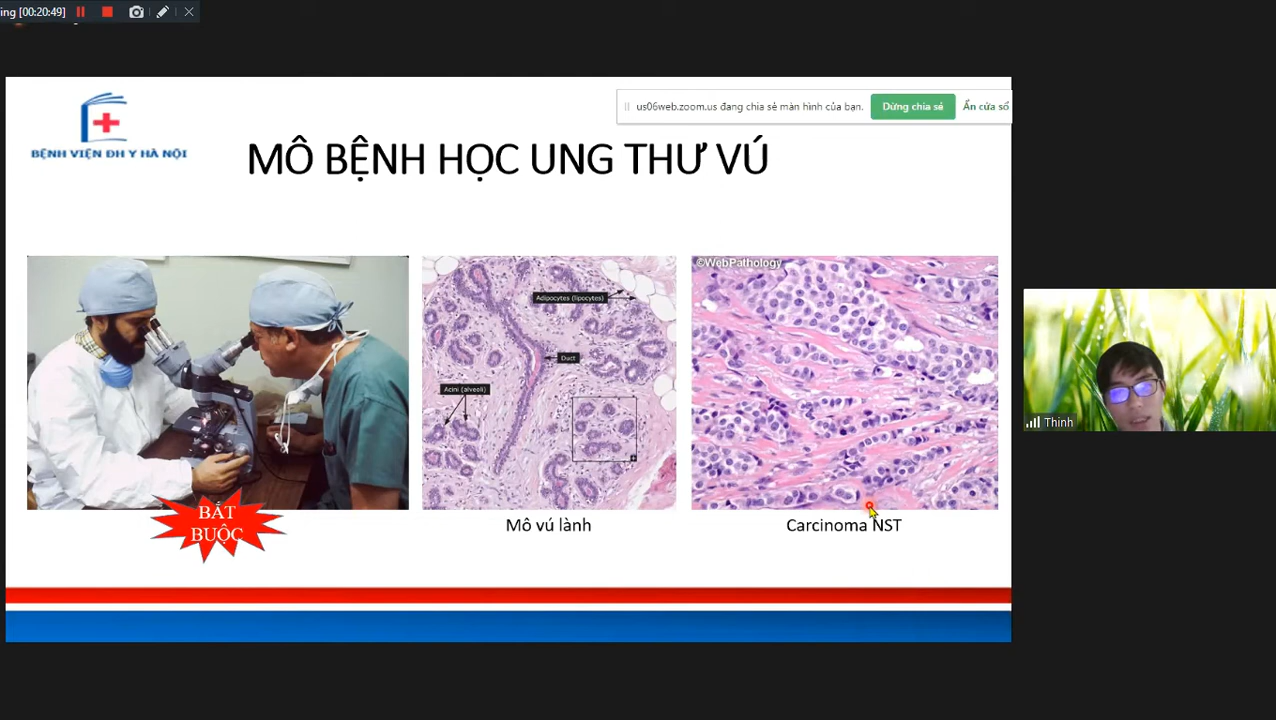 ing [00:20:49]
us06web.zoom.us đang chia sẻ màn hình của bạn.
Dừng chia sẻ
Ẩn cửa sổ
BỆNH VIỆN ĐH Y HÀ NỘI
MÔ BỆNH HỌC UNG THƯ VÚ
©WebPathology
Adipocytes (lipocytes)
Duct
Acini (alveoli)
Thinh
BẮT
BUỘC
Mô vú lành
Carcinoma NST